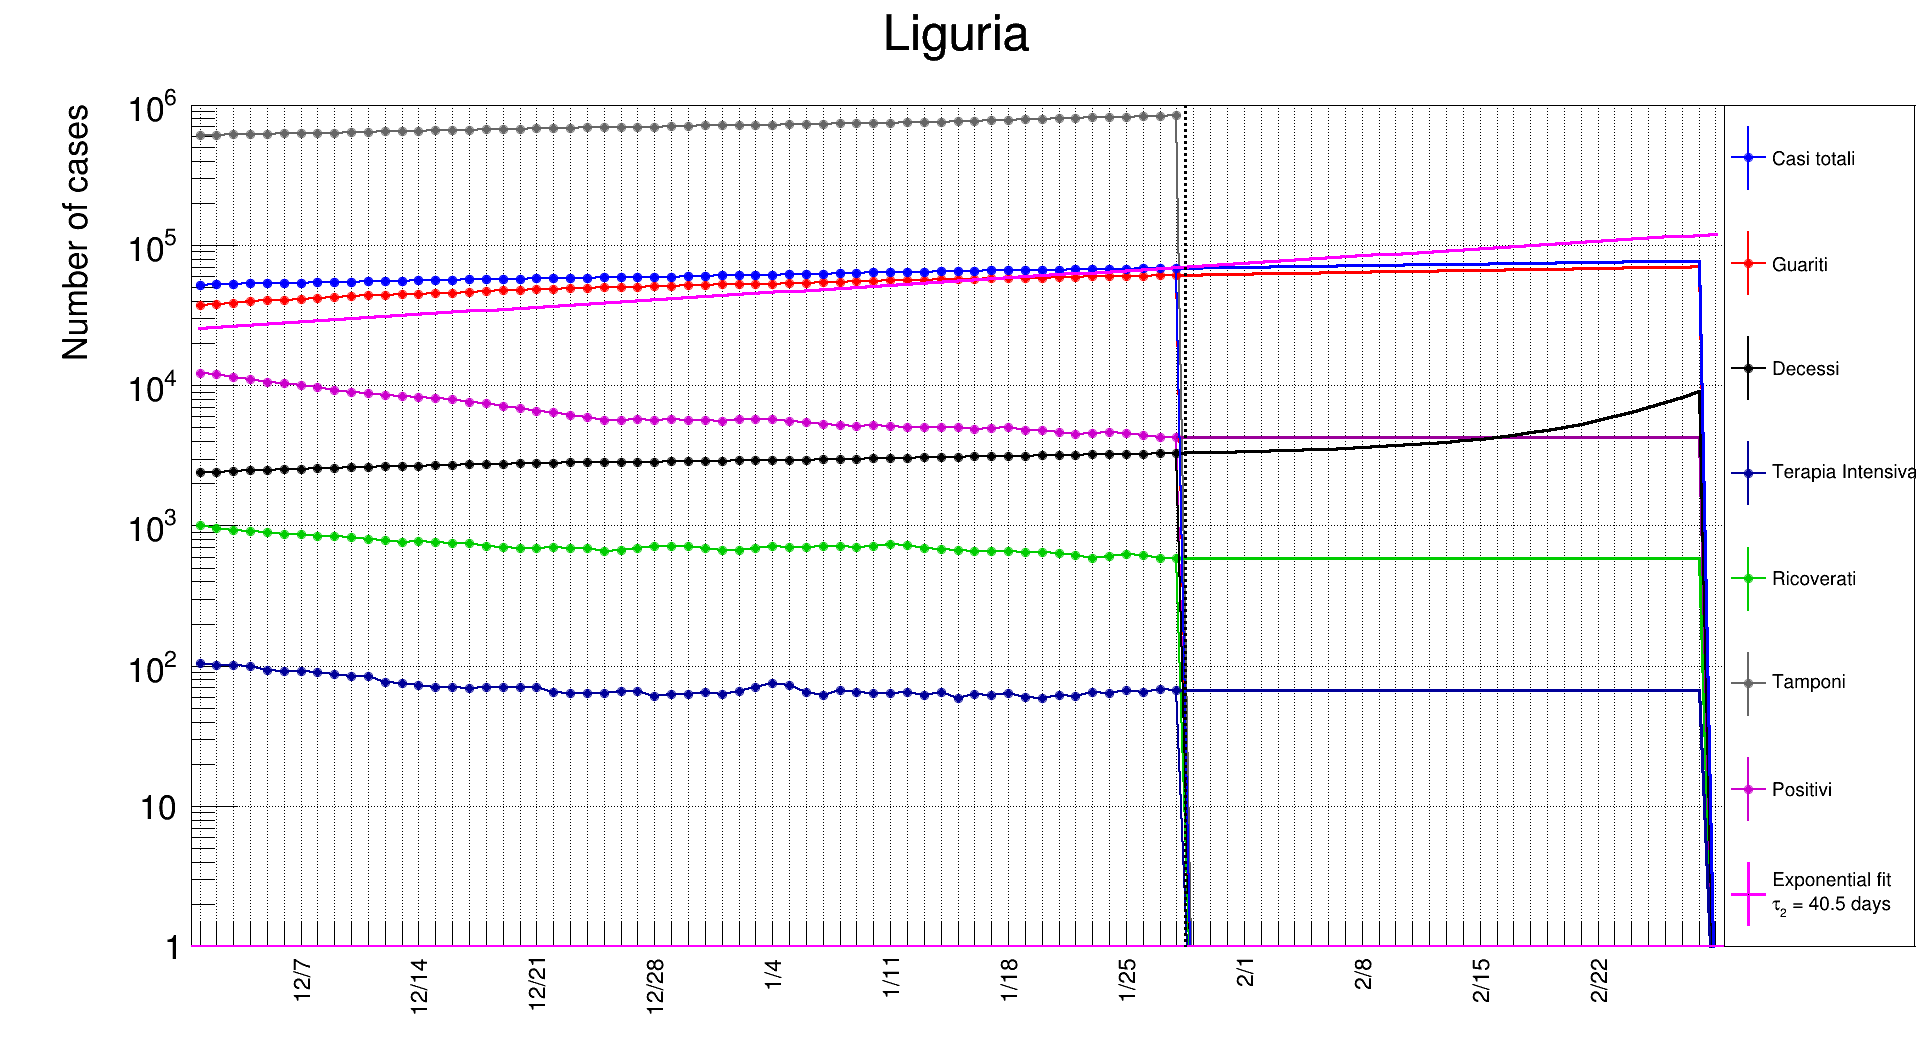 Liguria
Number of cases
10^6
10^5
10^4
10^3
10^2
10
1
12/7
12/14
12/21
12/28
1/4
1/11
1/18
1/25
2/1
2/8
2/15
2/22
Casi totali
Guariti
Decessi
Terapia Intensiva
Ricoverati
Tamponi
Positivi
Exponential fit
τ₂ = 40.5 days